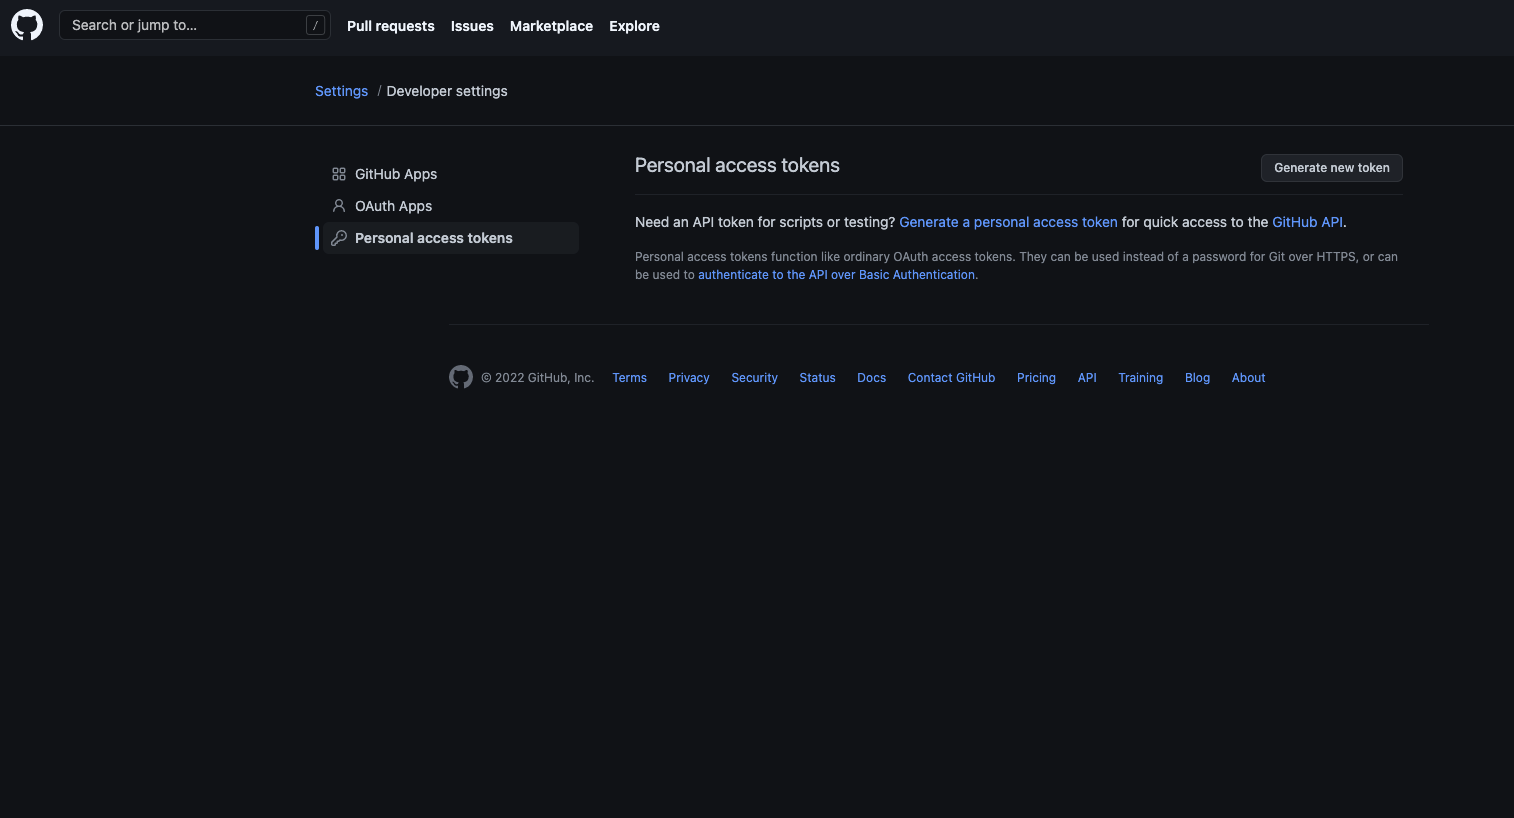 Search or jump to... /
Pull requests Issues Marketplace Explore
Settings / Developer settings
GitHub Apps
OAuth Apps
Personal access tokens
Personal access tokens
Generate new token
Need an API token for scripts or testing? Generate a personal access token for quick access to the GitHub API.
Personal access tokens function like ordinary OAuth access tokens. They can be used instead of a password for Git over HTTPS, or can
be used to authenticate to the API over Basic Authentication.
© 2022 GitHub, Inc. Terms Privacy Security Status Docs Contact GitHub Pricing API Training Blog About